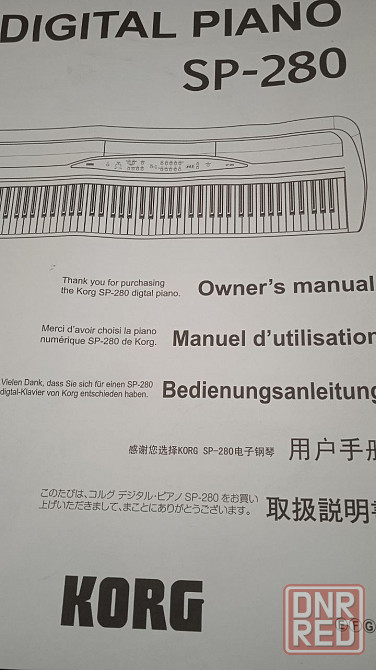 DIGITAL PIANO
SP-280
Thank you for purchasing
the Korg SP-280 digtal piano.
Owner's manual
Merci d'avoir choisi la piano
numérique SP-280 de Korg.
Manuel d'utilisation
Vielen Dank, dass Sie sich für einen SP-280
digtal-Klavier von Korg entschieden haben.
Bedienungsanleitung
感谢您选择KORG SP-280电子钢琴
用户手册
このたびは、コルグ デジタル・ピアノ SP-280 をお買い
上げいただきまして、まことにありがとうございます。
取扱説明書
KORG
E F G
DNR
RED